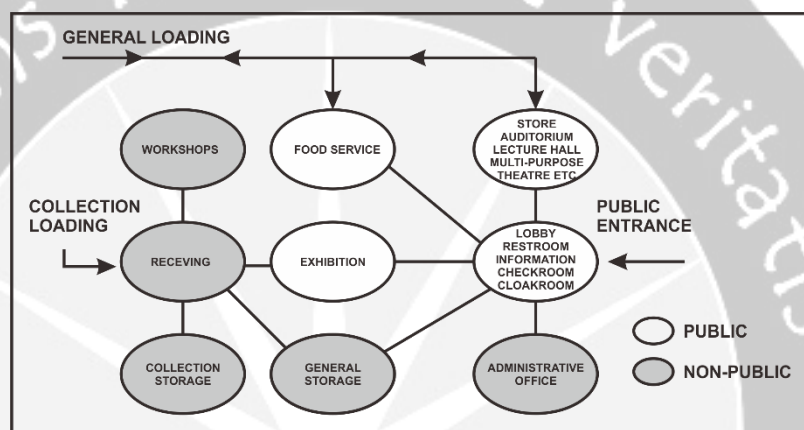 GENERAL LOADING
WORKSHOPS
FOOD SERVICE
STORE
AUDITORIUM
LECTURE HALL
MULTI-PURPOSE
THEATRE ETC
COLLECTION
LOADING
RECEVING
EXHIBITION
LOBBY
RESTROOM
INFORMATION
CHECKROOM
CLOAKROOM
PUBLIC
ENTRANCE
COLLECTION
STORAGE
GENERAL
STORAGE
ADMINISTRATIVE
OFFICE
PUBLIC
NON-PUBLIC
veritatis